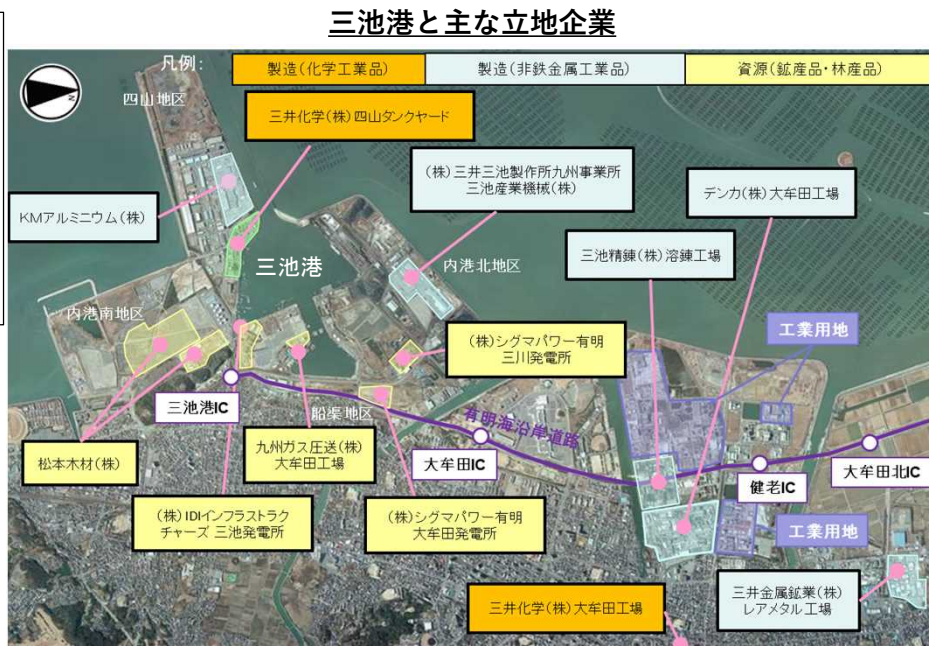 三池港と主な立地企業
凡例:
製造(化学工業品)
製造(非鉄金属工業品)
資源(鉱産品・林産品)
N
四山地区
三井化学(株)四山タンクヤード
(株)三井三池製作所九州事業所
三池産業機械(株)
デンカ(株)大牟田工場
KMアルミニウム(株)
三池港
内港北地区
三池精錬(株)溶錬工場
内港南地区
(株)シグマパワー有明
三川発電所
工業用地
三池港IC
船渠地区
有明海沿岸道路
松本木材(株)
九州ガス圧送(株)
大牟田工場
大牟田IC
健老IC
大牟田北IC
(株)IDIインフラストラク
チャーズ 三池発電所
(株)シグマパワー有明
大牟田発電所
工業用地
三井化学(株)大牟田工場
三井金属鉱業(株)
レアメタル工場